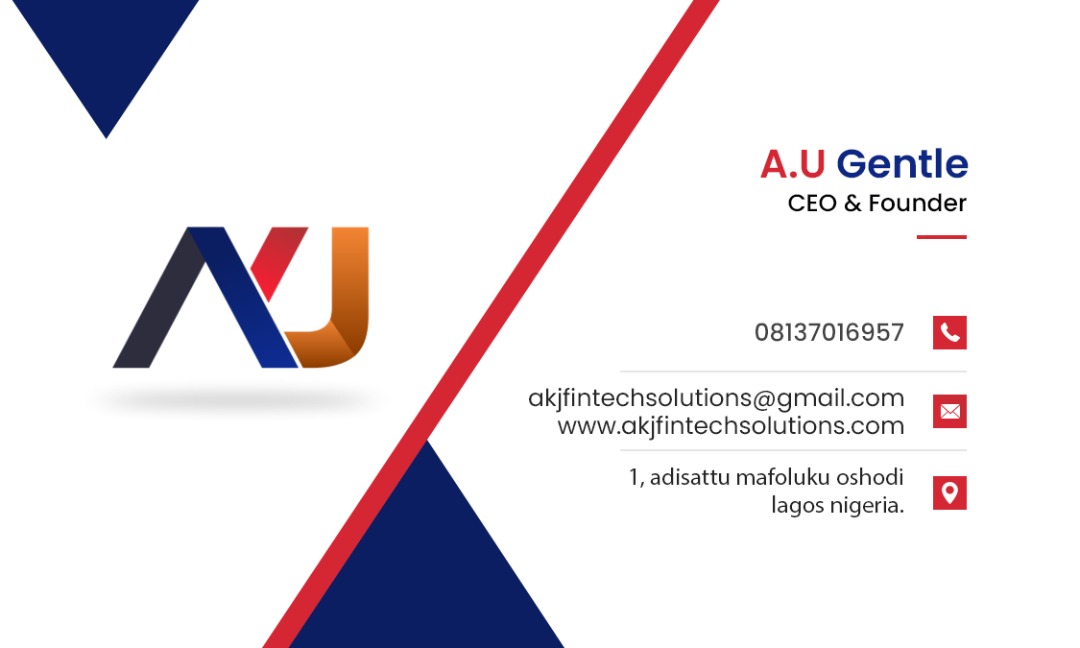 A.U Gentle
CEO & Founder
08137016957
akjfintechsolutions@gmail.com
www.akjfintechsolutions.com
1, adisattu mafoluku oshodi
lagos nigeria.